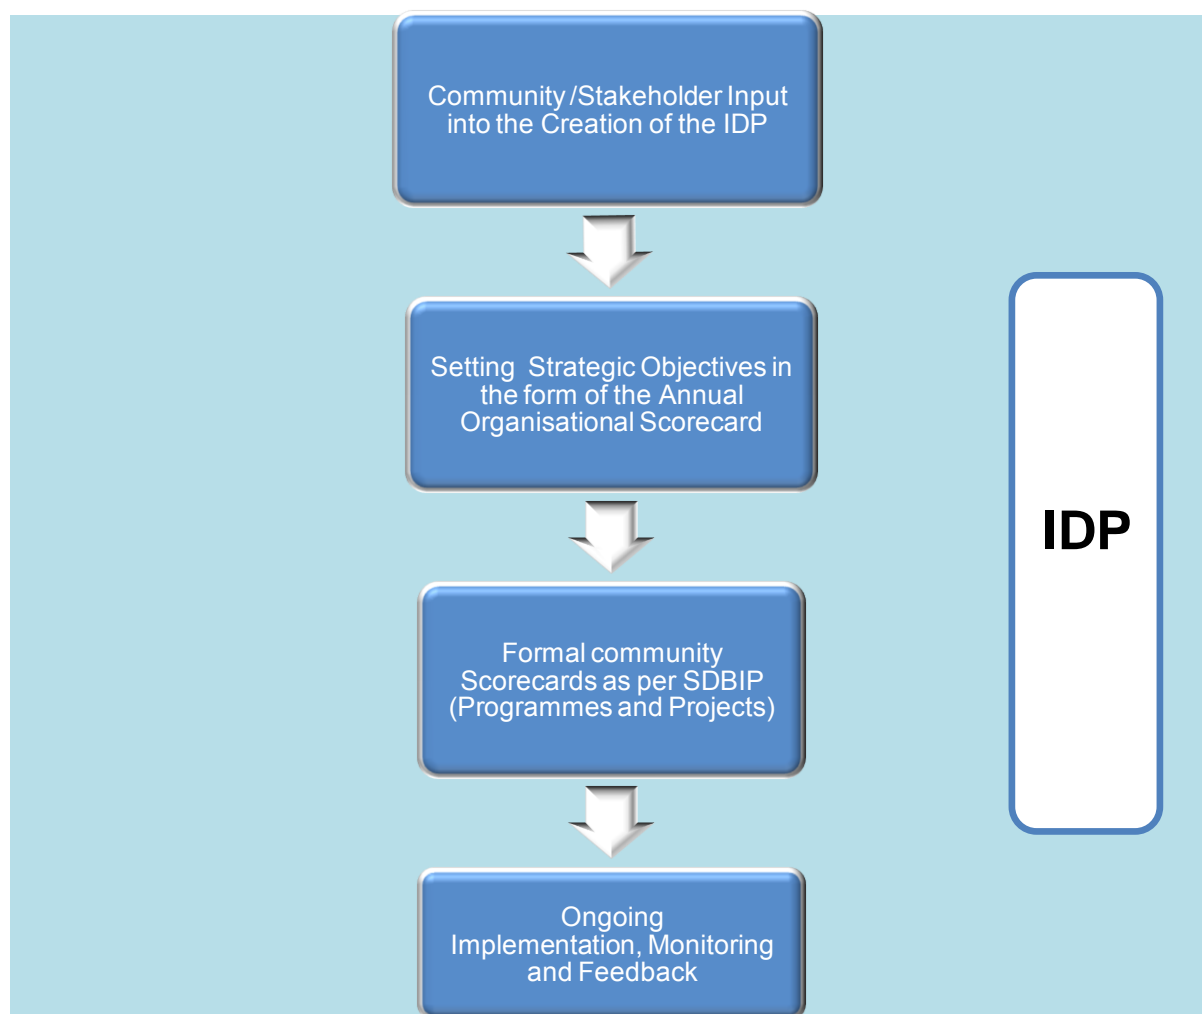 Community/Stakeholder Input
into the Creation of the IDP
Setting Strategic Objectives in
the form of the Annual
Organisational Scorecard
IDP
Formal community
Scorecards as per SDBIP
(Programmes and Projects)
Ongoing
Implementation, Monitoring
and Feedback